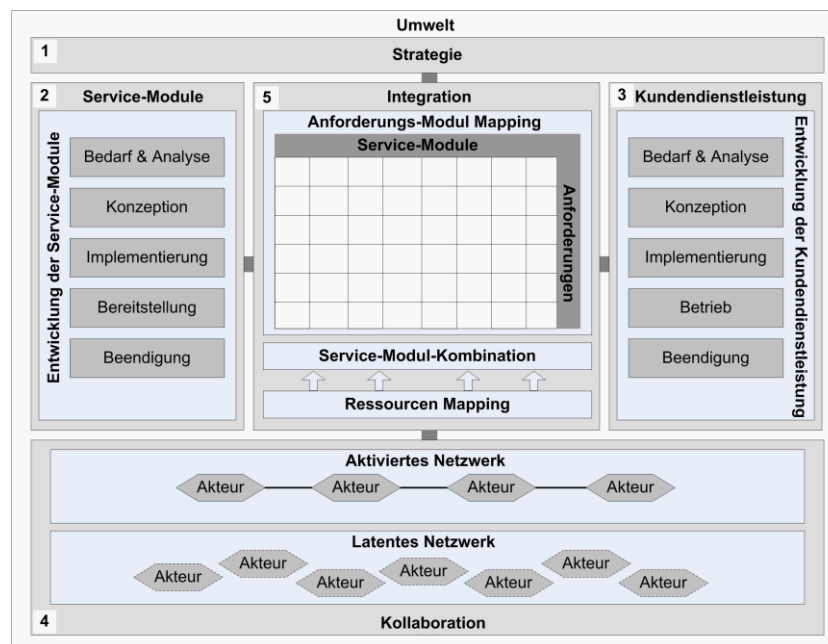 Umwelt
1
Strategie
2
Service-Module
Entwicklung der Service-Module
Bedarf & Analyse
Konzeption
Implementierung
Bereitstellung
Beendigung
5
Integration
Anforderungs-Modul Mapping
Service-Module
Anforderungen
Service-Modul-Kombination
Ressourcen Mapping
3
Kundendienstleistung
Bedarf & Analyse
Konzeption
Implementierung
Betrieb
Beendigung
Entwicklung der Kundendienstleistung
Aktiviertes Netzwerk
Akteur
Akteur
Akteur
Akteur
Latentes Netzwerk
Akteur
Akteur
Akteur
Akteur
Akteur
Akteur
Akteur
4
Kollaboration